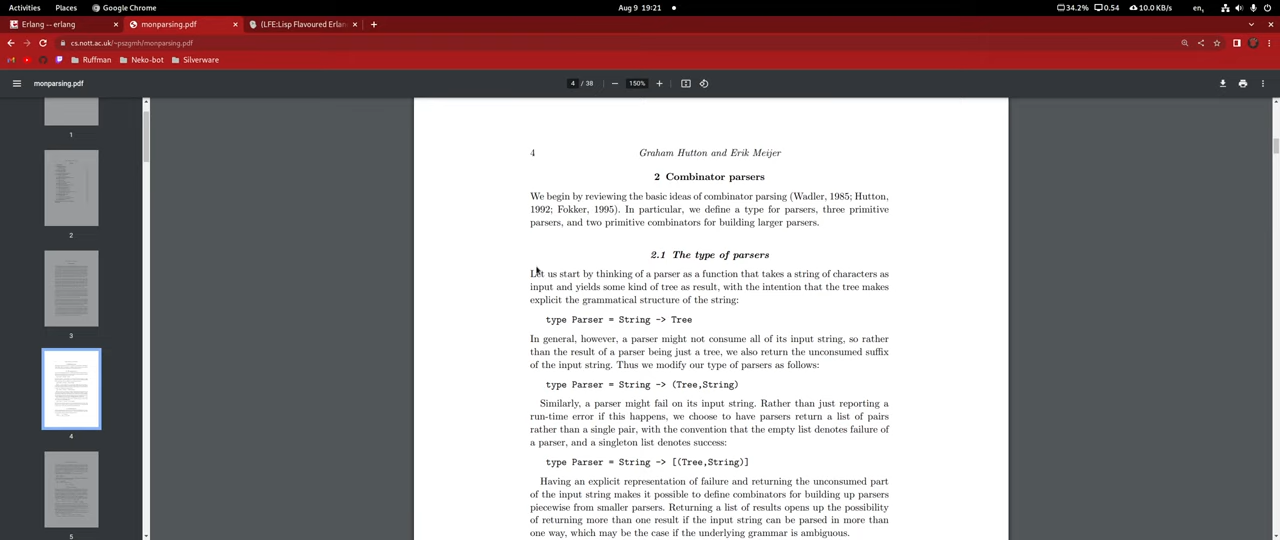 Activities Places Google Chrome Aug 9 19:21 34.2% 0.54 10.0 KB/s en
Erlang -- erlang monparsing.pdf (LFE:Lisp Flavoured Erlan
cs.nott.ac.uk/~pszgmh/monparsing.pdf
Ruffman Neko-bot Silverware
monparsing.pdf 4 / 38 150%
1
2
3
4
5
4 Graham Hutton and Erik Meijer
2 Combinator parsers
We begin by reviewing the basic ideas of combinator parsing (Wadler, 1985; Hutton,
1992; Fokker, 1995). In particular, we define a type for parsers, three primitive
parsers, and two primitive combinators for building larger parsers.
2.1 The type of parsers
Let us start by thinking of a parser as a function that takes a string of characters as
input and yields some kind of tree as result, with the intention that the tree makes
explicit the grammatical structure of the string:
type Parser = String -> Tree
In general, however, a parser might not consume all of its input string, so rather
than the result of a parser being just a tree, we also return the unconsumed suffix
of the input string. Thus we modify our type of parsers as follows:
type Parser = String -> (Tree,String)
Similarly, a parser might fail on its input string. Rather than just reporting a
run-time error if this happens, we choose to have parsers return a list of pairs
rather than a single pair, with the convention that the empty list denotes failure of
a parser, and a singleton list denotes success:
type Parser = String -> [(Tree,String)]
Having an explicit representation of failure and returning the unconsumed part
of the input string makes it possible to define combinators for building up parsers
piecewise from smaller parsers. Returning a list of results opens up the possibility
of returning more than one result if the input string can be parsed in more than
one way, which may be the case if the underlying grammar is ambiguous.